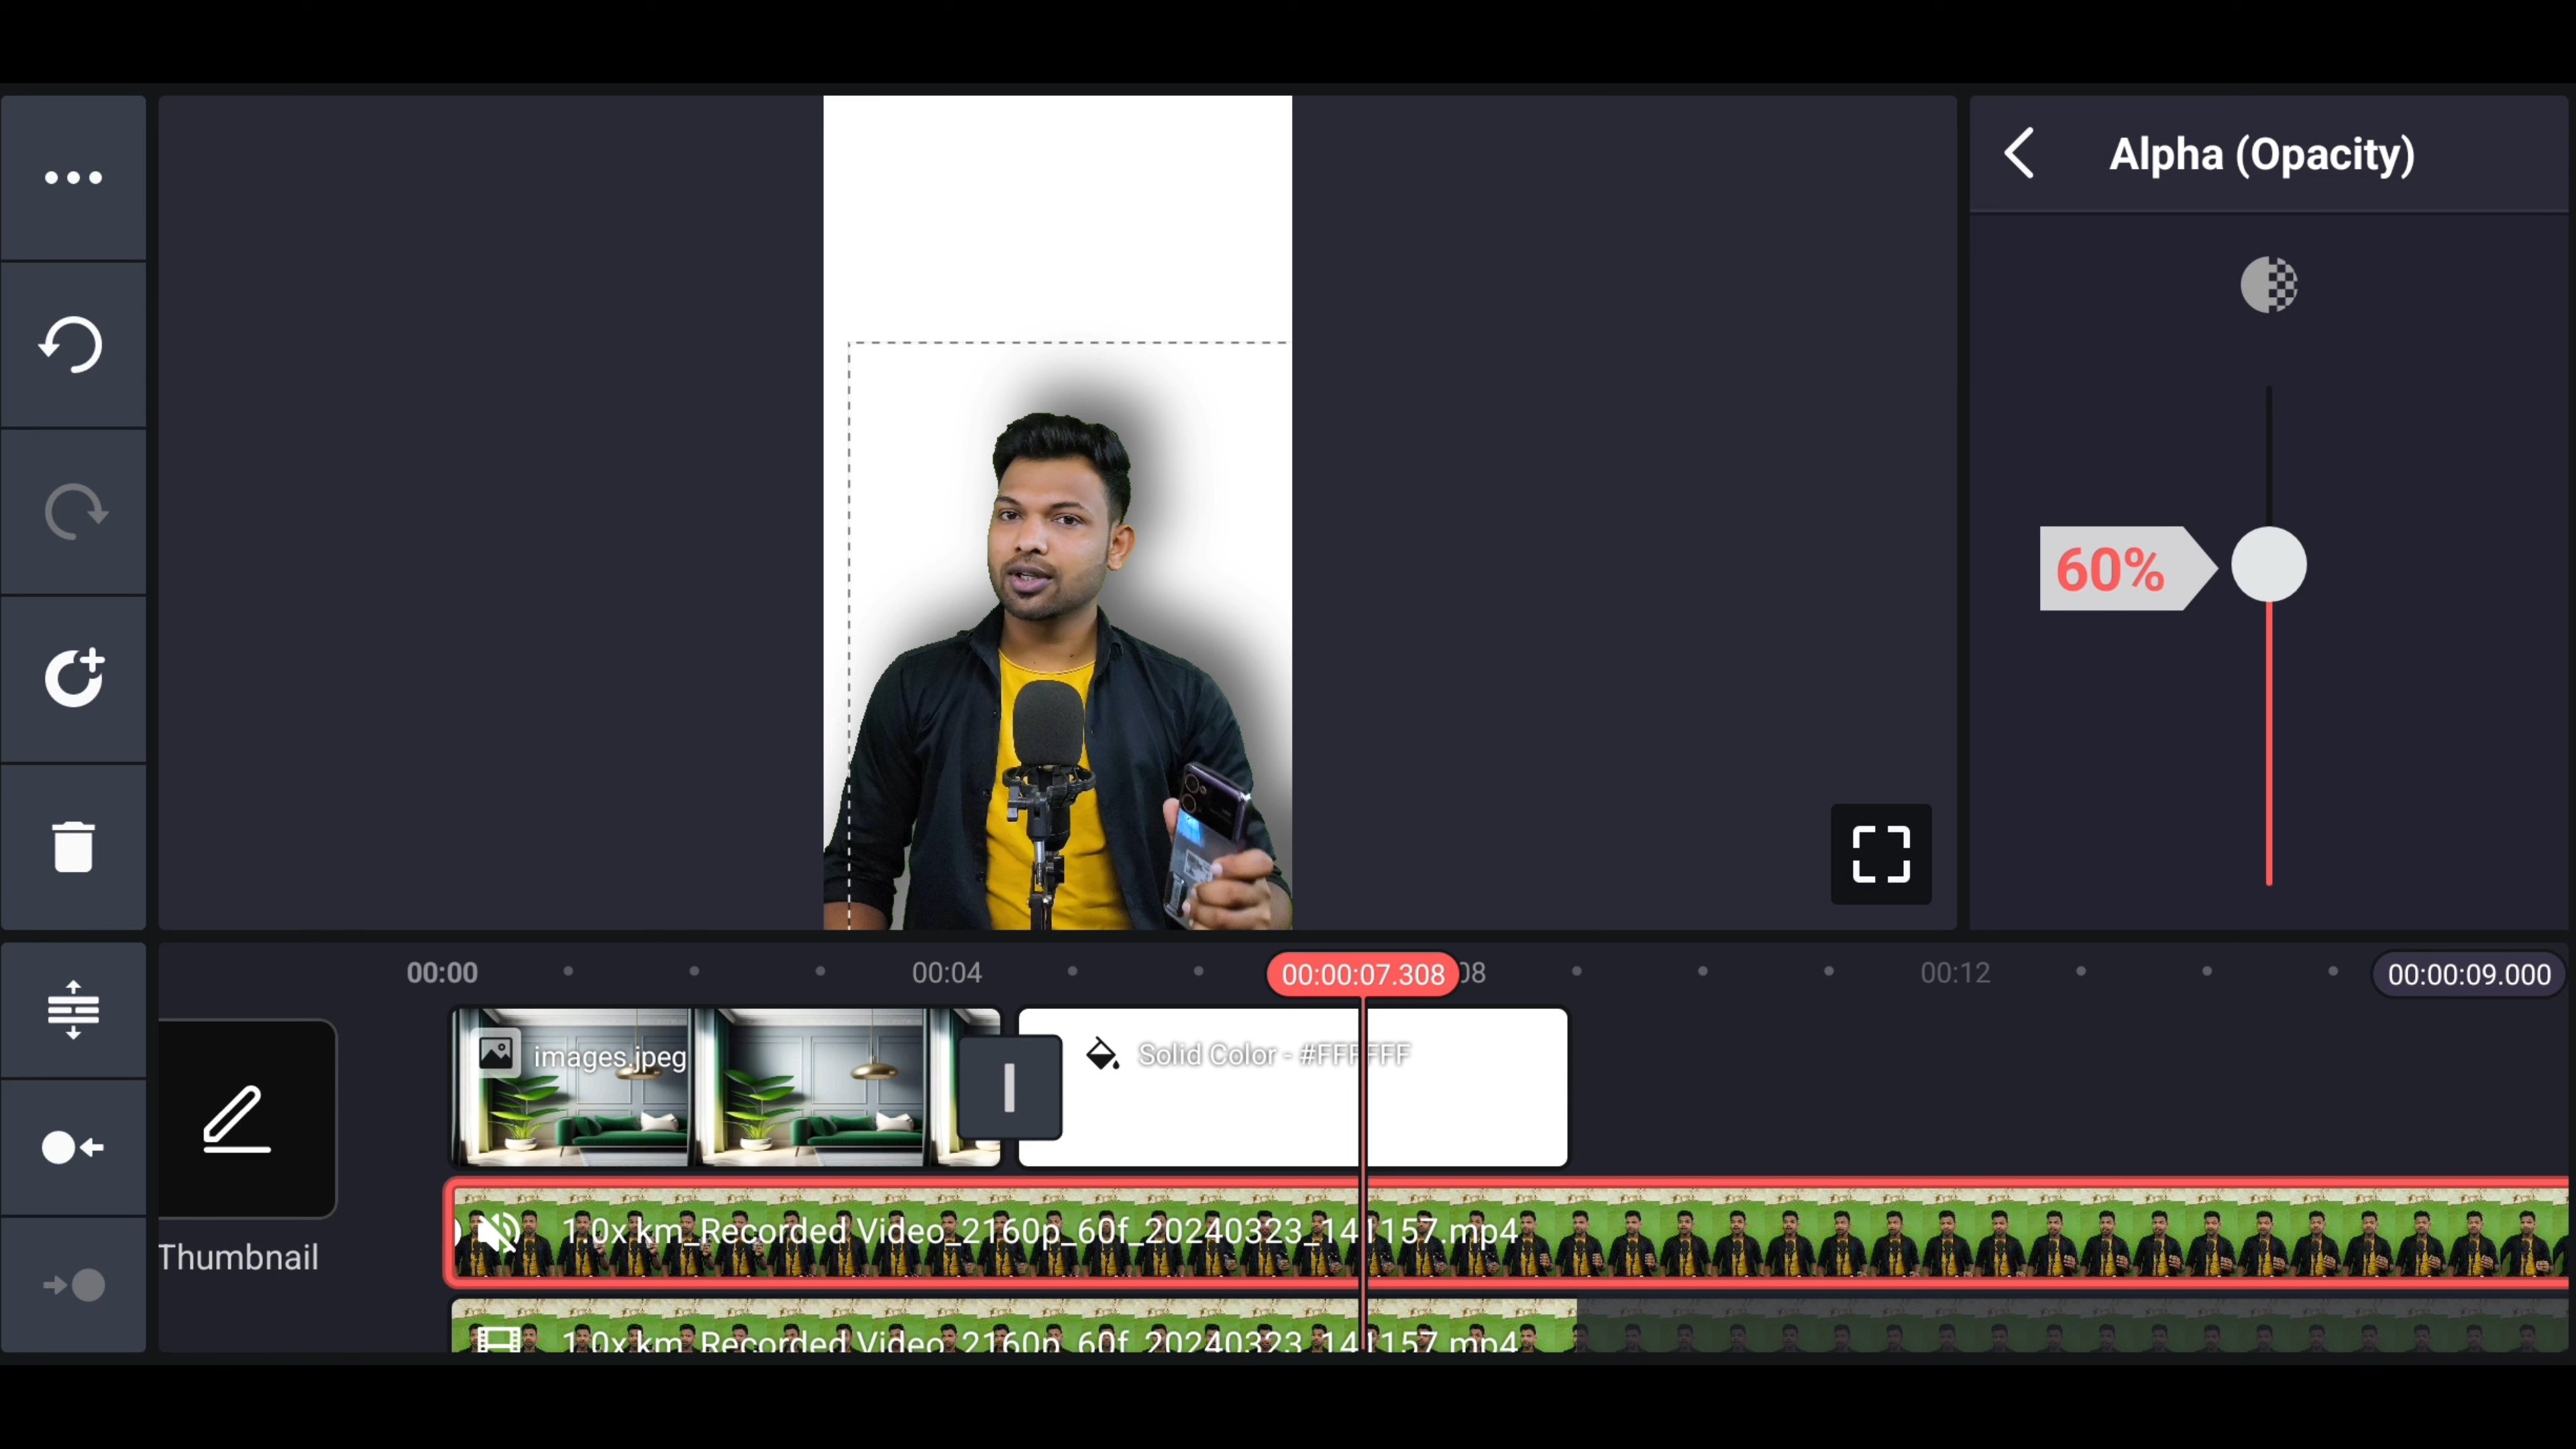 Alpha (Opacity)
60%
00:00
00:04
00:00:07.308
08
00:12
00:00:09.000
images.jpeg
Solid Color - #FFFFFF
Thumbnail
1.0x km_Recorded Video_2160p_60f_20240323_141157.mp4
1.0x km_Recorded Video_2160p_60f_20240323_141157.mp4